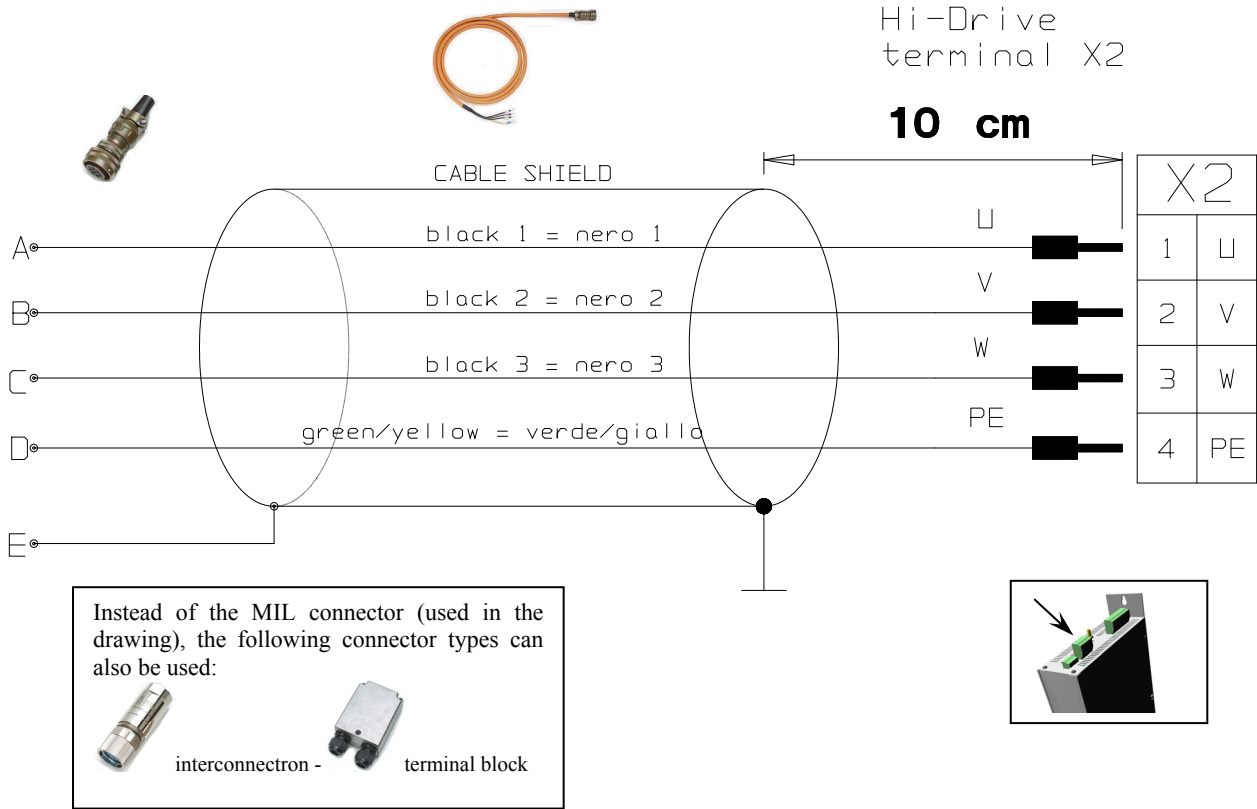 Hi-Drive
terminal X2
10 cm
CABLE SHIELD
X2
A
black 1 = nero 1
U
1 U
B
black 2 = nero 2
V
2 V
C
black 3 = nero 3
W
3 W
D
green/yellow = verde/giallo
PE
4 PE
E
Instead of the MIL connector (used in the
drawing), the following connector types can
also be used:
interconnectron - terminal block